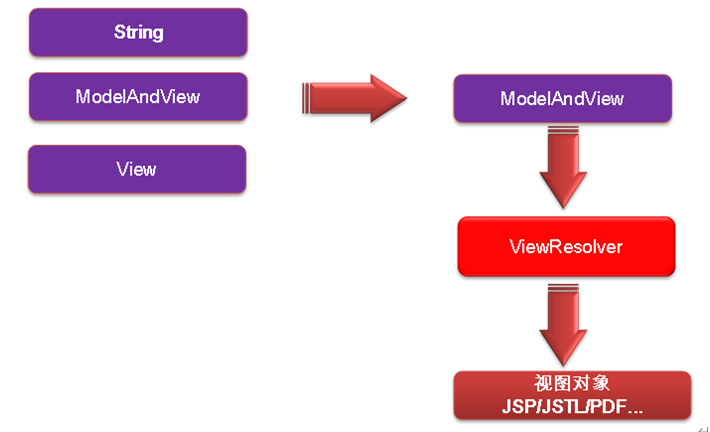 String
ModelAndView
View
ModelAndView
ViewResolver
视图对象
JSP/JSTL/PDF...